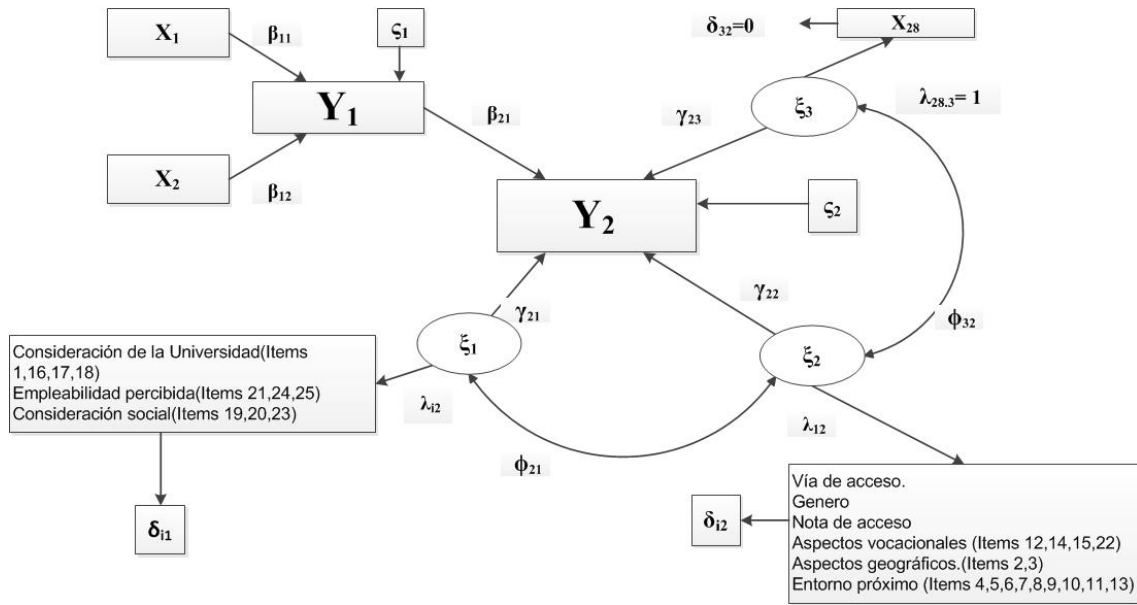 X₁
β₁₁
ς₁
δ₃₂=0
X₂₈
Y₁
β₂₁
γ₂₃
ξ₃
λ₂₈.₃= 1
X₂
β₁₂
Y₂
ς₂
γ₂₁
γ₂₂
ξ₁
ξ₂
ϕ₃₂
Consideración de la Universidad(Items
1,16,17,18)
Empleabilidad percibida(Items 21,24,25)
Consideración social(Items 19,20,23)
λᵢ₂
λ₁₂
ϕ₂₁
δᵢ₁
δᵢ₂
Vía de acceso.
Genero
Nota de acceso
Aspectos vocacionales (Items 12,14,15,22)
Aspectos geográficos.(Items 2,3)
Entorno próximo (Items 4,5,6,7,8,9,10,11,13)